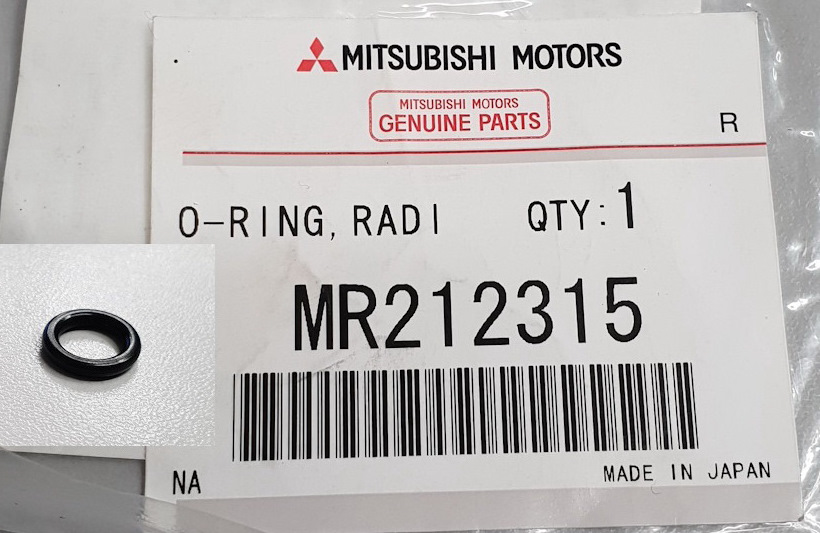 MITSUBISHI MOTORS
MITSUBISHI MOTORS
GENUINE PARTS
R
O-RING, RADI QTY:1
MR212315
NA MADE IN JAPAN